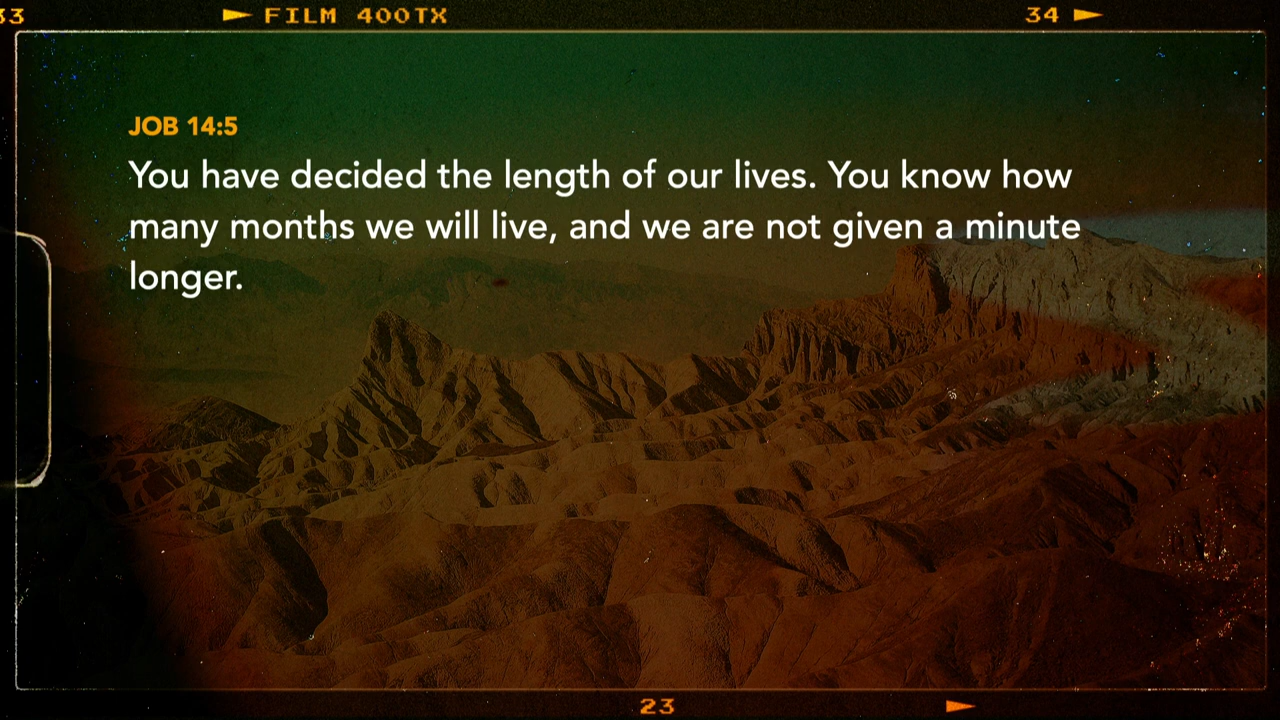 33 ► FILM 400TX 34 ►
JOB 14:5
You have decided the length of our lives. You know how
many months we will live, and we are not given a minute
longer.
23 ►